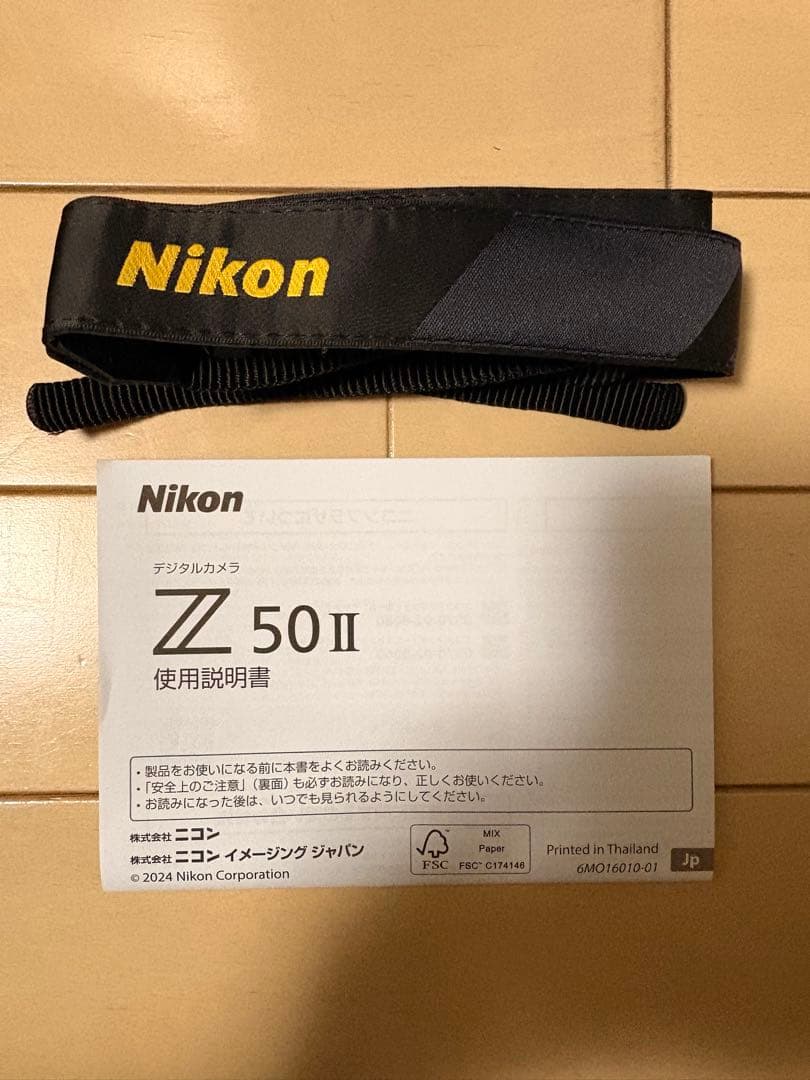 Nikon
Nikon
デジタルカメラ
Z 50II
使用説明書
・製品をお使いになる前に本書をよくお読みください。
・「安全上のご注意」（裏面）も必ずお読みになり、正しくお使いください。
・お読みになった後は、いつでも見られるようにしてください。
株式会社 ニコン
株式会社 ニコン イメージング ジャパン
© 2024 Nikon Corporation
FSC
MIX
Paper
FSC™ C174146
Printed in Thailand
6MO16010-01
Jp